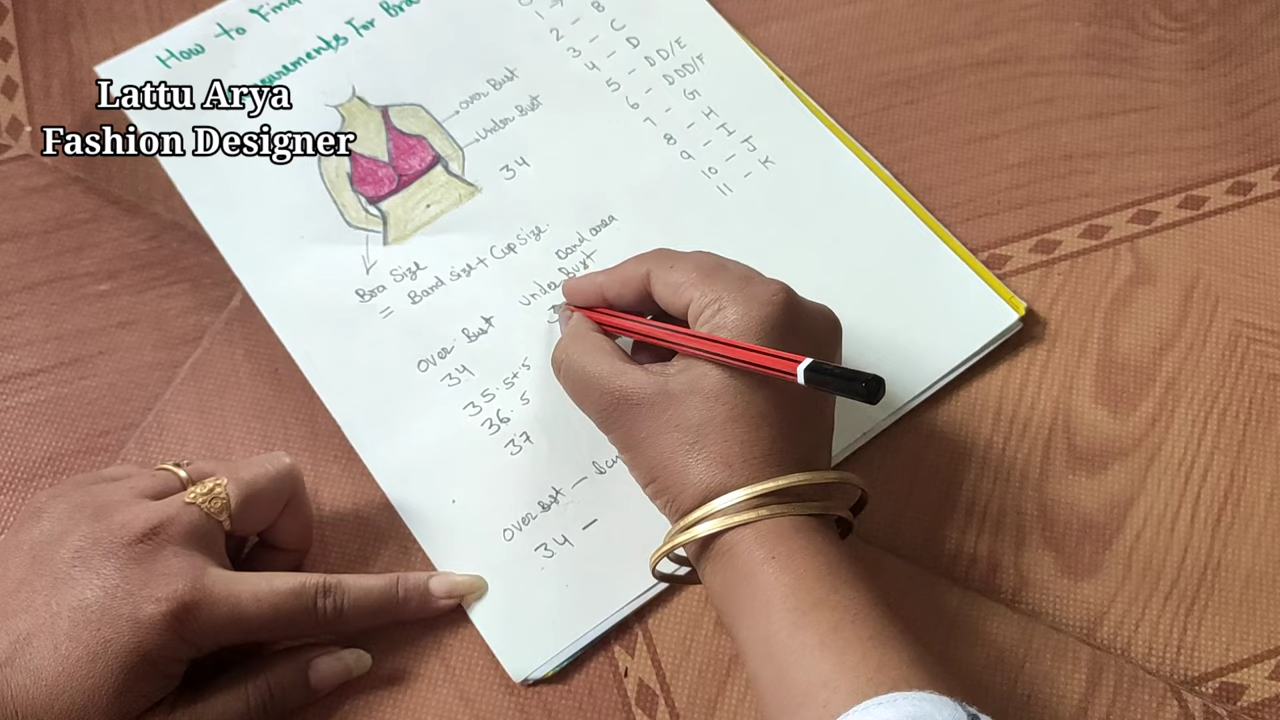 How to Find
Measurements For Bra
Lattu Arya
Fashion Designer
over Bust
Under Bust
34
1 -
2 - B
3 - C
4 - D
5 - DD/E
6 - DDD/F
7 - G
8 - H
9 - I
10 - J
11 - K
Bra Size
= Band size + Cup Size.
Band area
over Bust
under Bust
34
35.5+.5
36.5
37
over Bust -
34 -